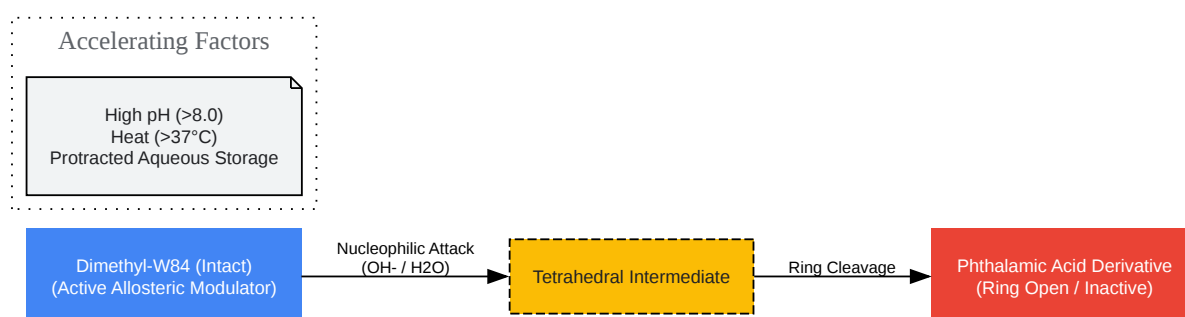 Accelerating Factors
High pH (>8.0)
Heat (>37°C)
Protracted Aqueous Storage
Dimethyl-W84 (Intact)
(Active Allosteric Modulator)
Nucleophilic Attack
(OH- / H2O)
Tetrahedral Intermediate
Ring Cleavage
Phthalamic Acid Derivative
(Ring Open / Inactive)